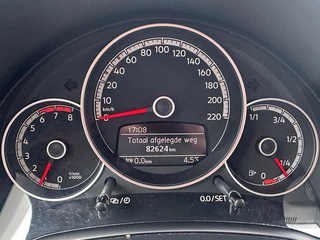 80 100 120 140
60 160
40 180
20 200
0 220
km/h
17:08
Totaal afgelegde weg
82624 km
trip 0.0 km 4.5°C
1 2 3 4 5 6 7 8
0
1/min
x1000
1/1 3/4
1/2
1/4
0
0.0/SET